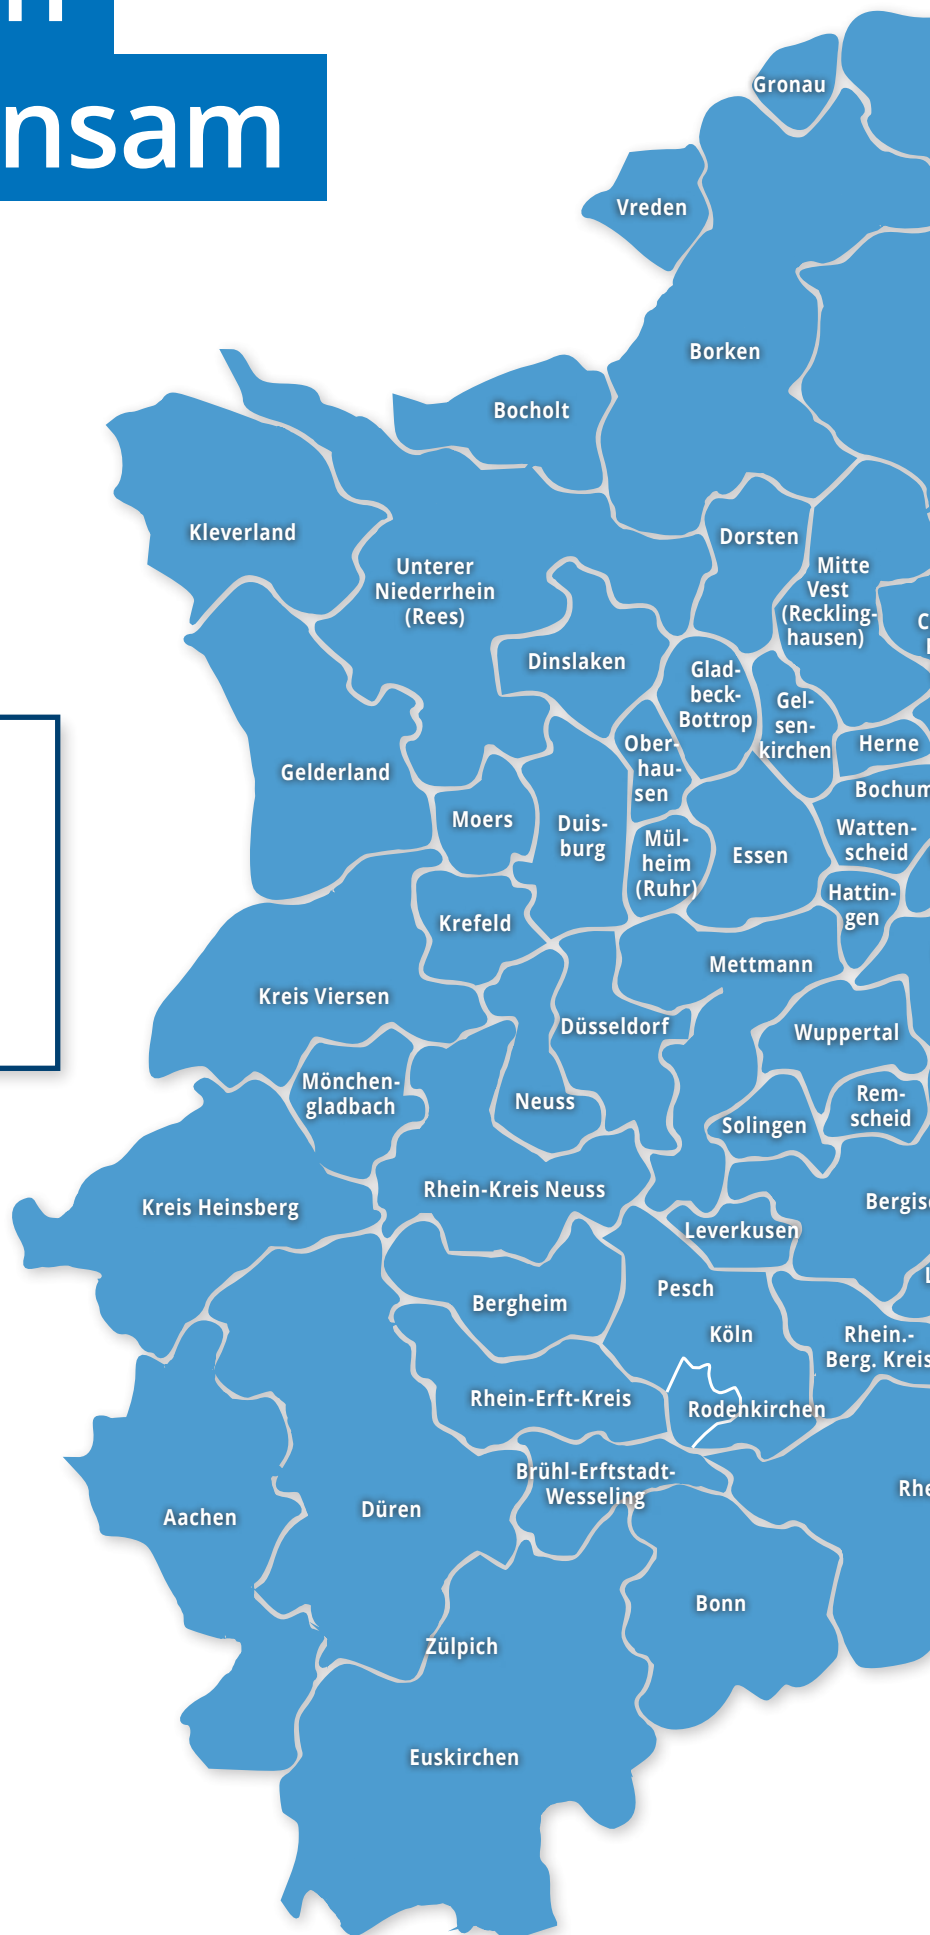 nsam
Gronau
Vreden
Borken
Bocholt
Kleverland
Dorsten
Unterer
Niederrhein
(Rees)
Mitte
Vest
(Reckling-
hausen)
Dinslaken
Glad-
beck-
Bottrop
Gel-
sen-
kirchen
Ober-
hau-
sen
Herne
Gelderland
Bochum
Moers
Duis-
burg
Mül-
heim
(Ruhr)
Essen
Watten-
scheid
Hattin-
gen
Krefeld
Mettmann
Kreis Viersen
Düsseldorf
Wuppertal
Mönchen-
gladbach
Neuss
Rem-
scheid
Solingen
Rhein-Kreis Neuss
Kreis Heinsberg
Bergisc
Leverkusen
Pesch
Bergheim
Köln
Rhein.-
Berg. Kreis
Rhein-Erft-Kreis
Rodenkirchen
Brühl-Erftstadt-
Wesseling
Rhe
Düren
Aachen
Bonn
Zülpich
Euskirchen